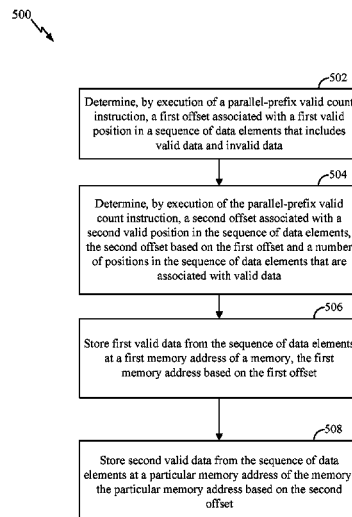 500
502
Determine, by execution of a parallel-prefix valid count
instruction, a first offset associated with a first valid
position in a sequence of data elements that includes
valid data and invalid data
504
Determine, by execution of the parallel-prefix valid
count instruction, a second offset associated with a
second valid position in the sequence of data elements,
the second offset based on the first offset and a number
of positions in the sequence of data elements that are
associated with valid data
506
Store first valid data from the sequence of data elements
at a first memory address of a memory, the first
memory address based on the first offset
508
Store second valid data from the sequence of data
elements at a particular memory address of the memory
the particular memory address based on the second
offset